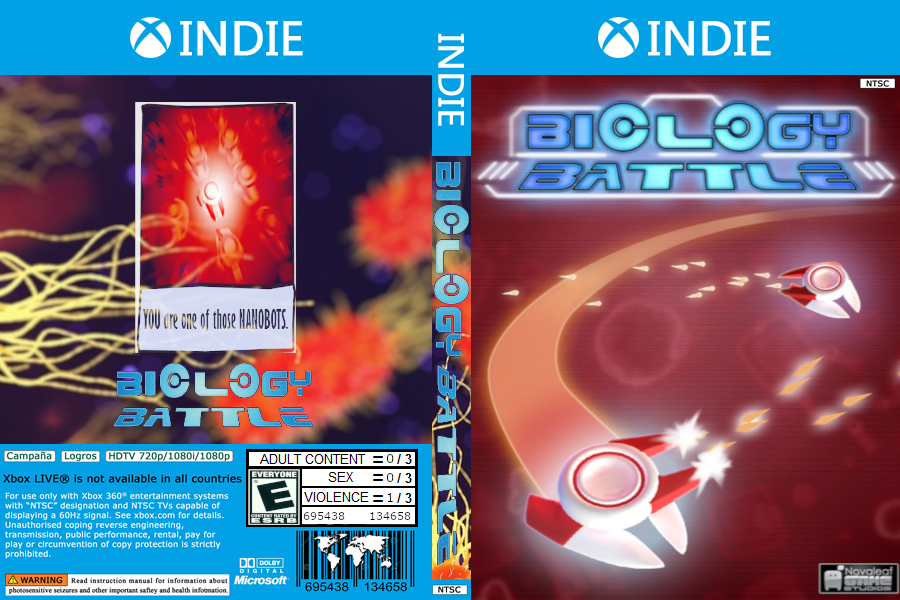 INDIE
YOU are one of those NANOBOTS.
BIOLOGY
BATTLE
Campaña Logros HDTV 720p/1080i/1080p
Xbox LIVE® is not available in all countries
For use only with Xbox 360® entertainment systems
with “NTSC” designation and NTSC TVs capable of
displaying a 60Hz signal. See xbox.com for details.
Unauthorised coping reverse engineering,
transmission, public performance, rental, pay for
play or circumvention of copy protection is strictly
prohibited.
WARNING Read instruction manual for information about
photosensitive seizures and other important saftey and health information.
ADULT CONTENT = 0 / 3
SEX = 0 / 3
VIOLENCE = 1 / 3
695438 134658
EVERYONE
E
CONTENT RATED BY
ESRB
DOLBY
DIGITAL
Microsoft
695438 134658
INDIE
BIOLOGY BATTLE
NTSC
INDIE
NTSC
BIOLOGY
BATTLE
Novaleaf
GAME
STUDIOS